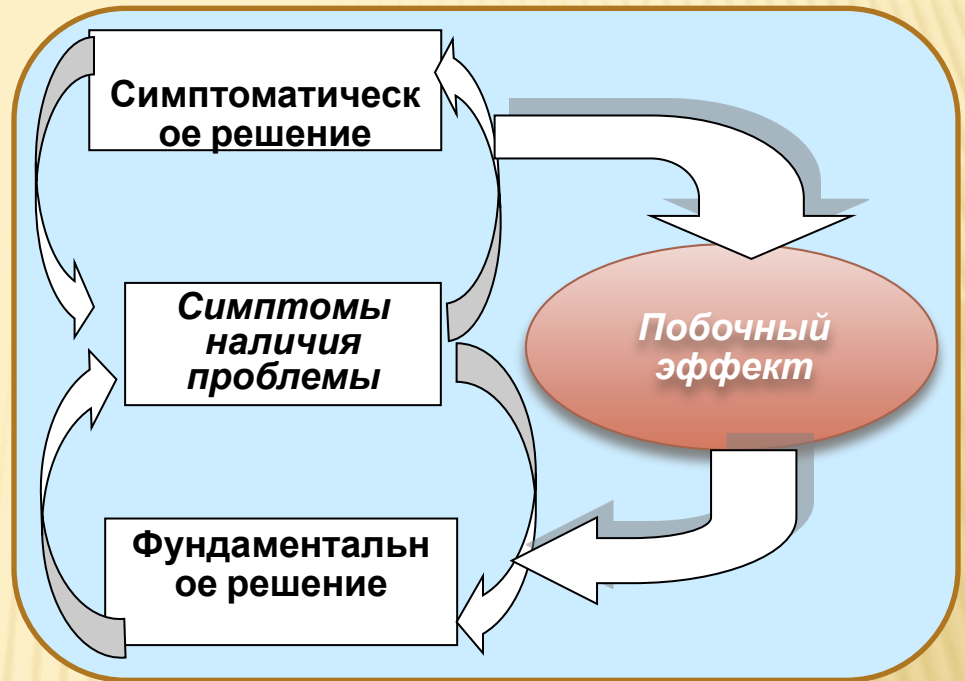 Симптоматическ
ое решение
Симптомы
наличия
проблемы
Побочный
эффект
Фундаментальн
ое решение